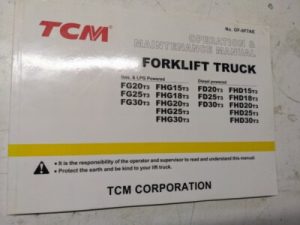 TCM
No. OF-9F7AE
OPERATION &
MAINTENANCE MANUAL
FORKLIFT TRUCK
Gas. & LPG Powered
Diesel powered
FG20T3 FHG15T3 FD20T3 FHD15T3
FG25T3 FHG18T3 FD25T3 FHD18T3
FG30T3 FHG20T3 FD30T3 FHD20T3
FHG25T3 FHD25T3
FHG30T3 FHD30T3
• It is the responsibility of the operator and supervisor to read and understand this manual.
• Protect the earth and be kind to your lift truck.
TCM CORPORATION